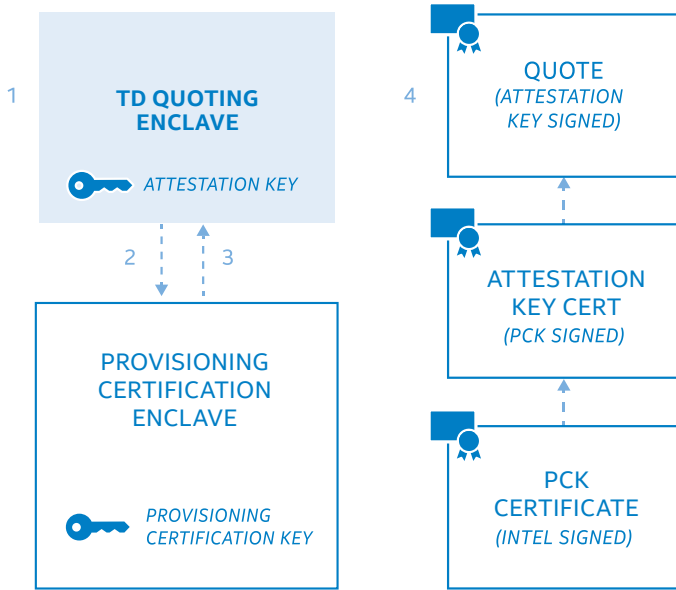 1
TD QUOTING
ENCLAVE
ATTESTATION KEY
2
3
PROVISIONING
CERTIFICATION
ENCLAVE
PROVISIONING
CERTIFICATION KEY
4
QUOTE
(ATTESTATION
KEY SIGNED)
ATTESTATION
KEY CERT
(PCK SIGNED)
PCK
CERTIFICATE
(INTEL SIGNED)